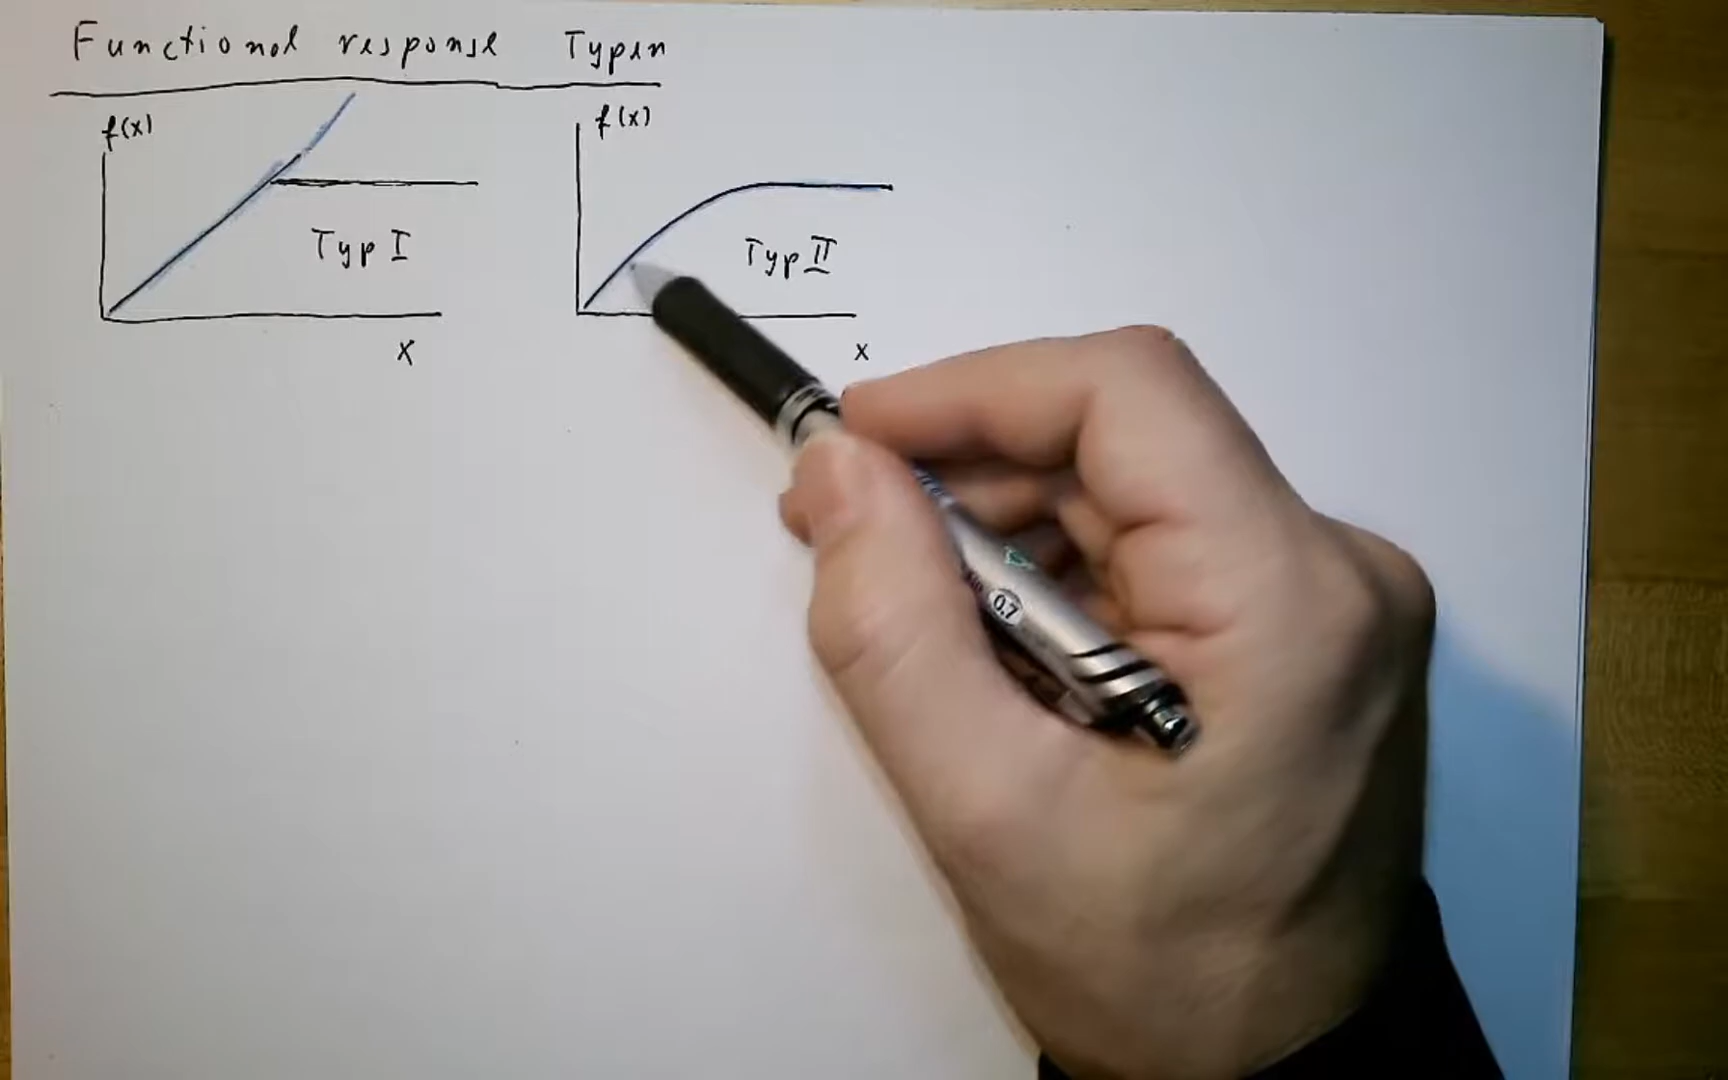 Functional response Typen
f(x)
Typ I
x
f(x)
Typ II
x
0.7